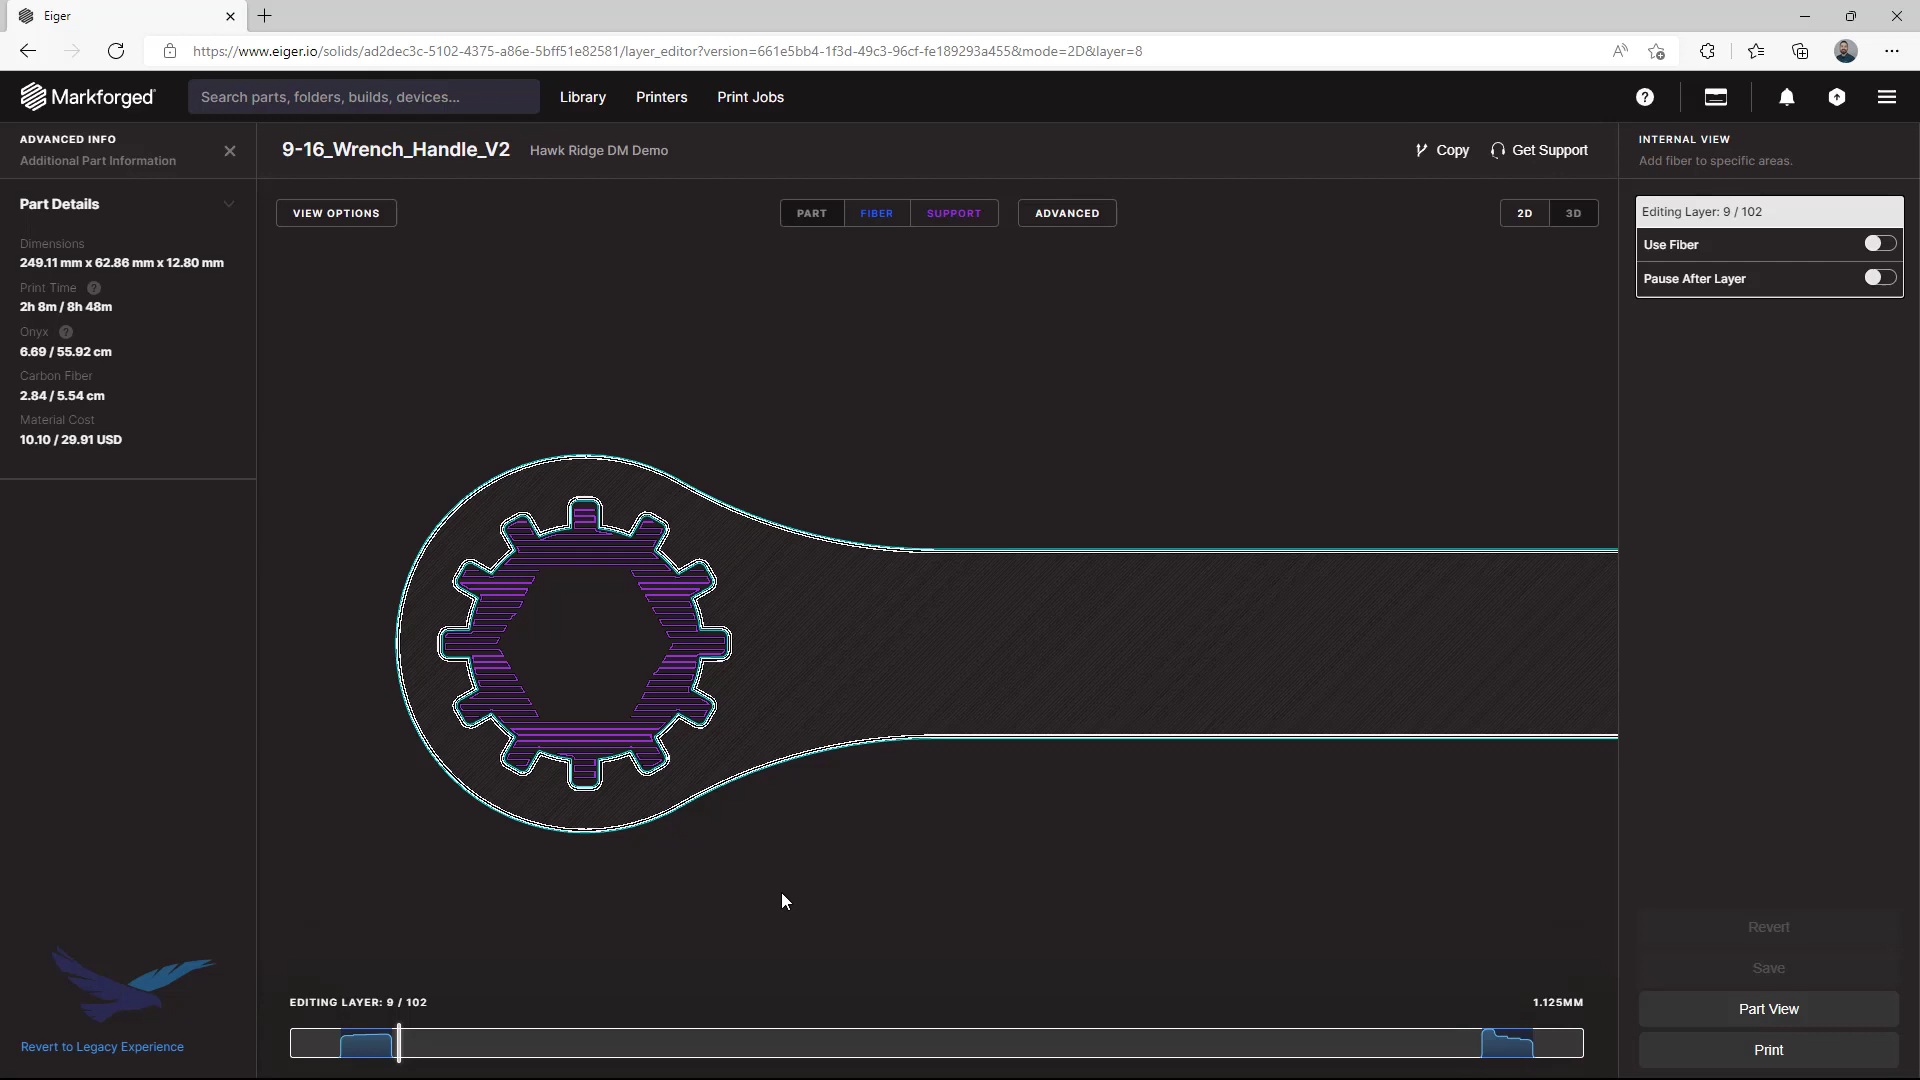 Eiger
https://www.eiger.io/solids/ad2dec3c-5102-4375-a86e-5bff51e82581/layer_editor?version=661e5bb4-1f3d-49c3-96cf-fe189293a455&mode=2D&layer=8
Markforged
Search parts, folders, builds, devices...
Library
Printers
Print Jobs
ADVANCED INFO
Additional Part Information
9-16_Wrench_Handle_V2
Hawk Ridge DM Demo
Copy
Get Support
INTERNAL VIEW
Add fiber to specific areas.
Part Details
Dimensions
249.11 mm x 62.86 mm x 12.80 mm
Print Time
2h 8m / 8h 48m
Onyx
6.69 / 55.92 cm
Carbon Fiber
2.84 / 5.54 cm
Material Cost
10.10 / 29.91 USD
VIEW OPTIONS
PART
FIBER
SUPPORT
ADVANCED
2D
3D
Editing Layer: 9 / 102
Use Fiber
Pause After Layer
EDITING LAYER: 9 / 102
1.125MM
Revert
Save
Part View
Print
Revert to Legacy Experience